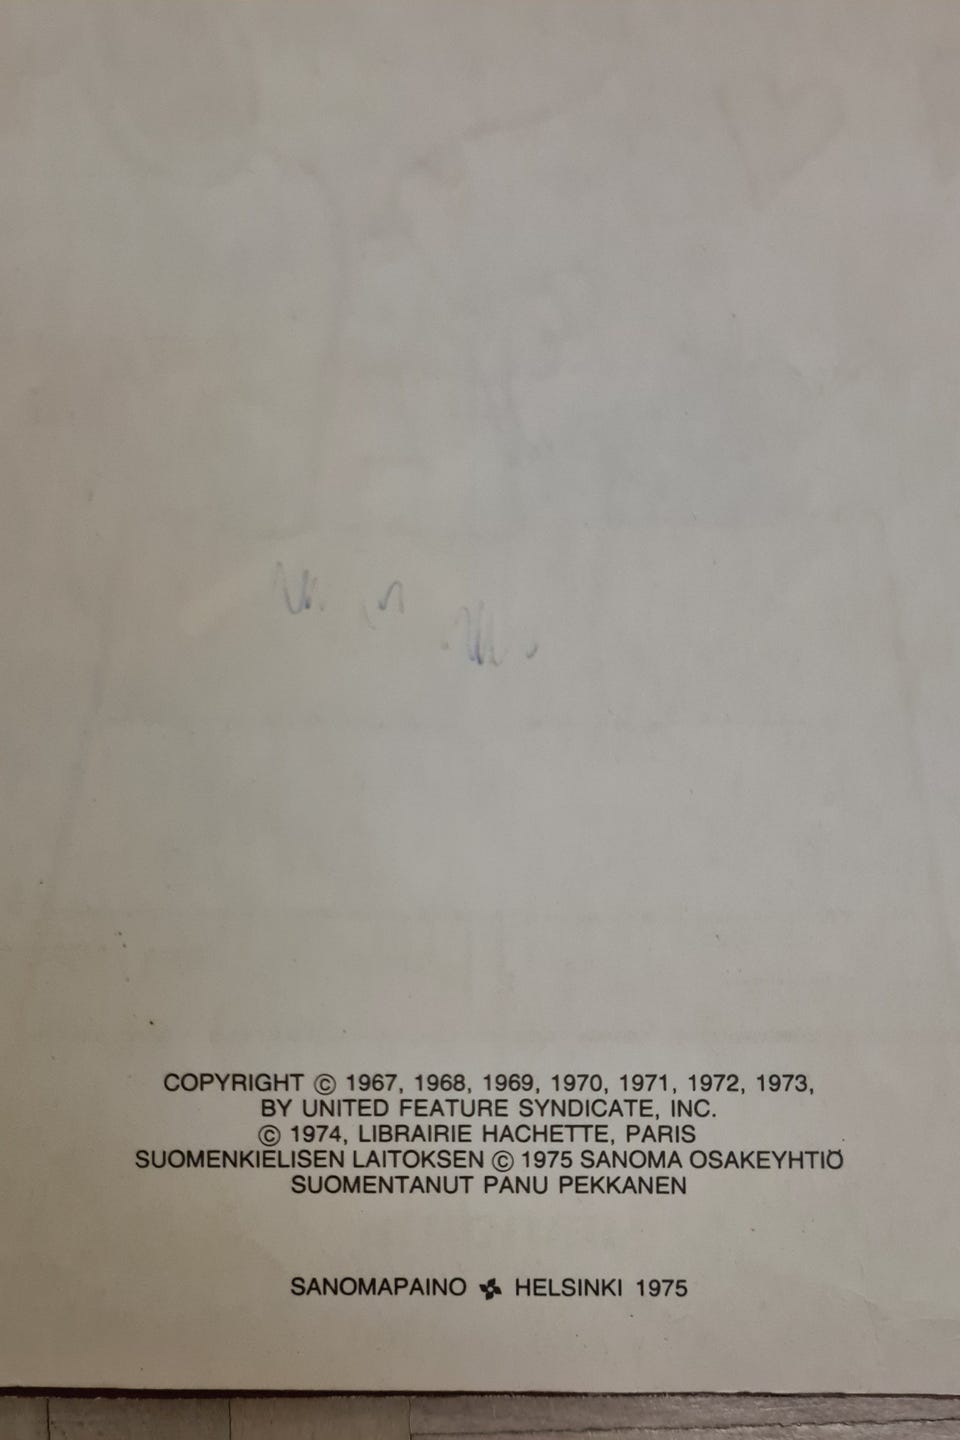 COPYRIGHT © 1967, 1968, 1969, 1970, 1971, 1972, 1973,
BY UNITED FEATURE SYNDICATE, INC.
© 1974, LIBRAIRIE HACHETTE, PARIS
SUOMENKIELISEN LAITOKSEN © 1975 SANOMA OSAKEYHTIÖ
SUOMENTANUT PANU PEKKANEN
SANOMAPAINO HELSINKI 1975